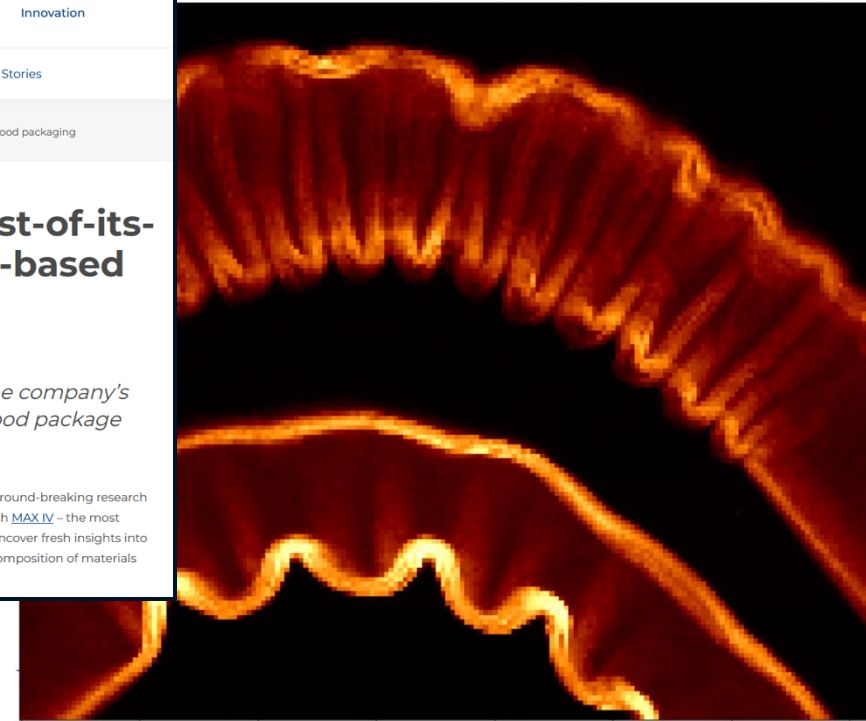 Innovation
Stories
ood packaging
st-of-its-
-based
e company's
ood package
round-breaking research
h MAX IV – the most
ncover fresh insights into
omposition of materials